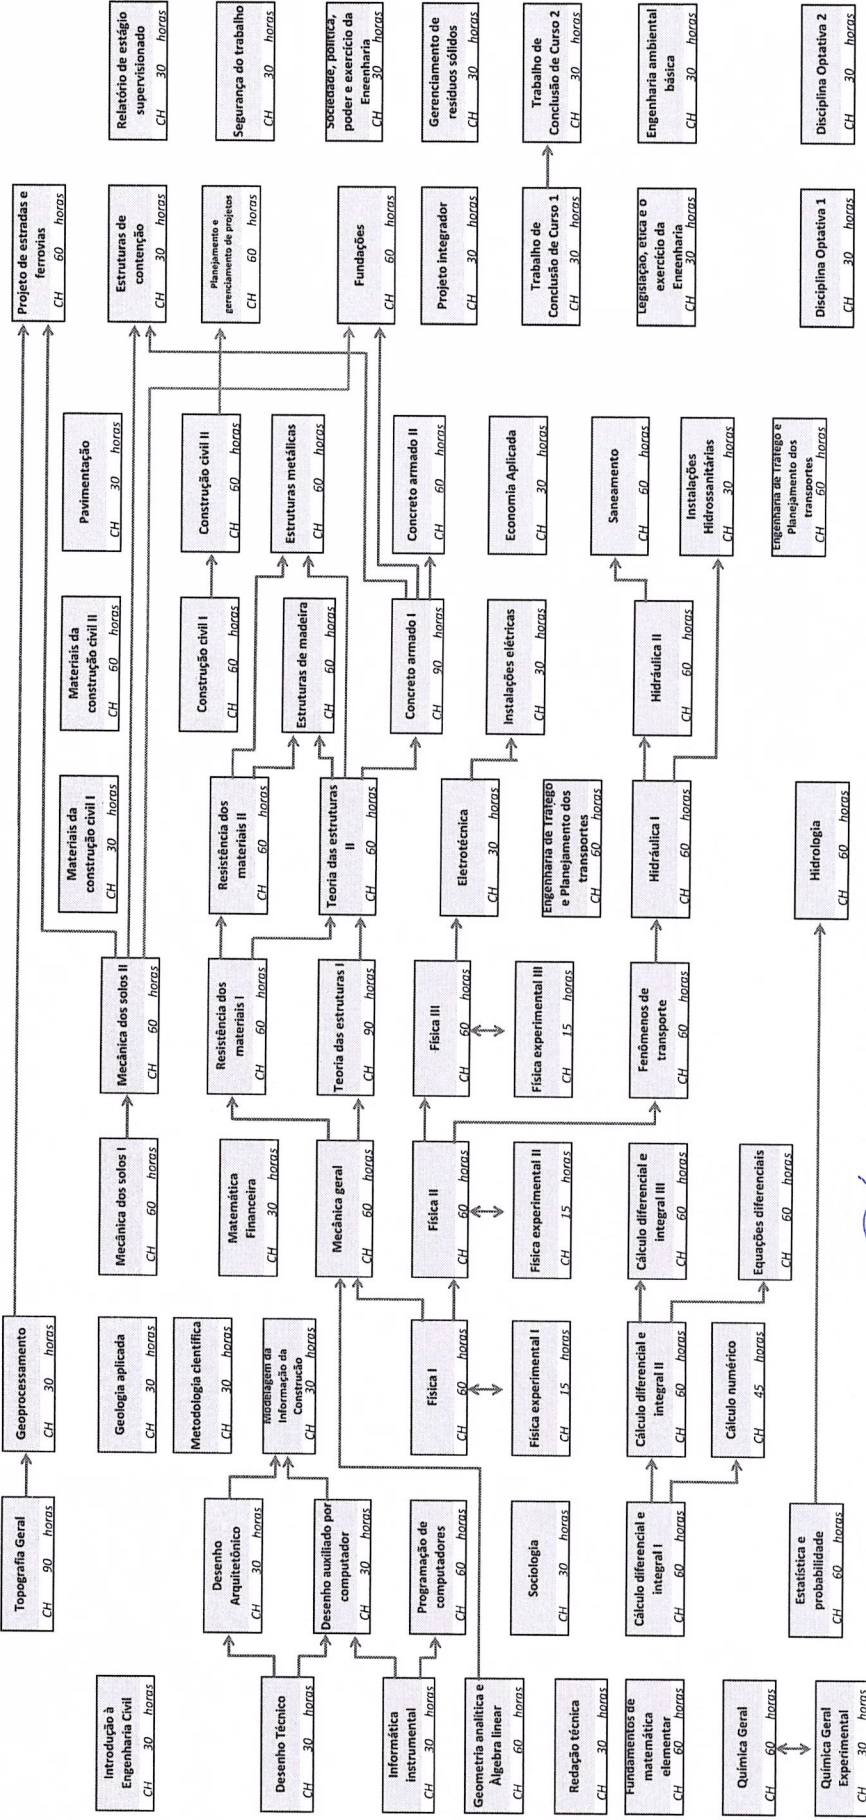 Introdução à
Engenharia Civil
CH 30 horas
Desenho Técnico
CH 30 horas
Informática
instrumental
CH 30 horas
Geometria analítica e
Àlgebra linear
CH 60 horas
Redação técnica
CH 30 horas
Fundamentos de
matemática
elementar
CH 60 horas
Química Geral
CH 60 horas
Química Geral
Experimental
CH 30 horas
Topografia Geral
CH 90 horas
Desenho
Arquitetônico
CH 30 horas
Desenho auxiliado por
computador
CH 30 horas
Programação de
computadores
CH 60 horas
Sociologia
CH 30 horas
Cálculo diferencial e
integral I
CH 60 horas
Estatística e
probabilidade
CH 60 horas
Geoprocessamento
CH 30 horas
Geologia aplicada
CH 30 horas
Metodologia científica
CH 30 horas
Modelagem da
Informação da
Construção
CH 30 horas
Física I
CH 60 horas
Física experimental I
CH 15 horas
Cálculo diferencial e
integral II
CH 60 horas
Cálculo numérico
CH 45 horas
Mecânica dos solos I
CH 60 horas
Matemática
Financeira
CH 30 horas
Mecânica geral
CH 60 horas
Física II
CH 60 horas
Física experimental II
CH 15 horas
Cálculo diferencial e
integral III
CH 60 horas
Equações diferenciais
CH 60 horas
Mecânica dos solos II
CH 60 horas
Resistência dos
materiais I
CH 60 horas
Teoria das estruturas I
CH 90 horas
Física III
CH 60 horas
Física experimental III
CH 15 horas
Fenômenos de
transporte
CH 60 horas
Materiais da
construção civil I
CH 30 horas
Resistência dos
materiais II
CH 60 horas
Teoria das estruturas
II
CH 60 horas
Eletrotécnica
CH 30 horas
Engenharia de Tráfego
e Planejamento dos
transportes
CH 60 horas
Hidráulica I
CH 60 horas
Hidrologia
CH 60 horas
Materiais da
construção civil II
CH 60 horas
Construção civil I
CH 60 horas
Estruturas de madeira
CH 60 horas
Concreto armado I
CH 90 horas
Instalações elétricas
CH 30 horas
Hidráulica II
CH 60 horas
Pavimentação
CH 30 horas
Construção civil II
CH 60 horas
Estruturas metálicas
CH 60 horas
Concreto armado II
CH 60 horas
Economia Aplicada
CH 30 horas
Saneamento
CH 60 horas
Instalações
Hidrossanitárias
CH 30 horas
Engenharia de Tráfego e
Planejamento dos
transportes
CH 60 horas
Projeto de estradas e
ferrovias
CH 60 horas
Estruturas de
contenção
CH 30 horas
Planejamento e
gerenciamento de projetos
CH 60 horas
Fundações
CH 60 horas
Projeto integrador
CH 30 horas
Trabalho de
Conclusão de Curso 1
CH 30 horas
Legislação, ética e o
exercício da
Engenharia
CH 30 horas
Disciplina Optativa 1
CH 30 horas
Relatório de estágio
supervisionado
CH 30 horas
Segurança do trabalho
CH 30 horas
Sociedade, política,
poder e exercício da
Engenharia
CH 30 horas
Gerenciamento de
resíduos sólidos
CH 30 horas
Trabalho de
Conclusão de Curso 2
CH 30 horas
Engenharia ambiental
básica
CH 30 horas
Disciplina Optativa 2
CH 30 horas